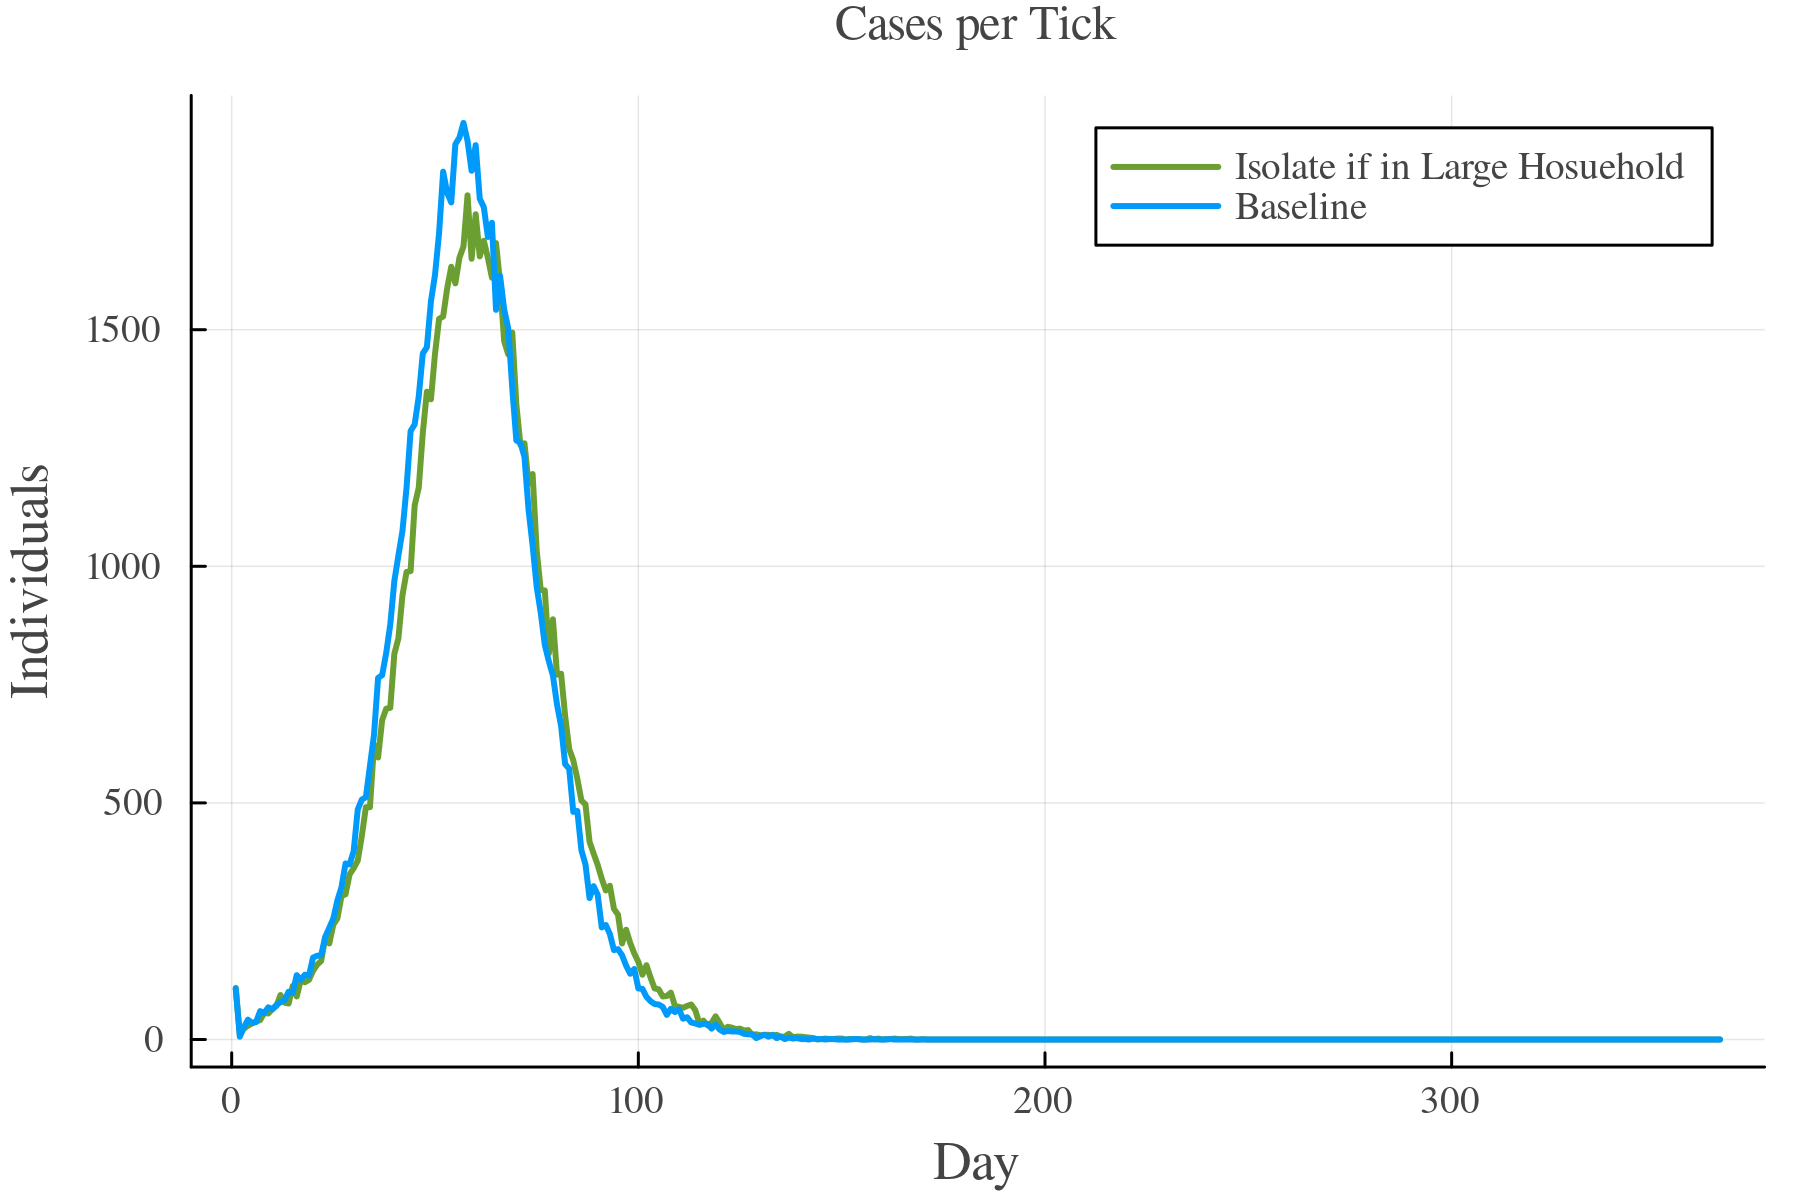 Cases per Tick
Isolate if in Large Hosuehold
Baseline
1500
1000
500
0
Individuals
0 100 200 300
Day